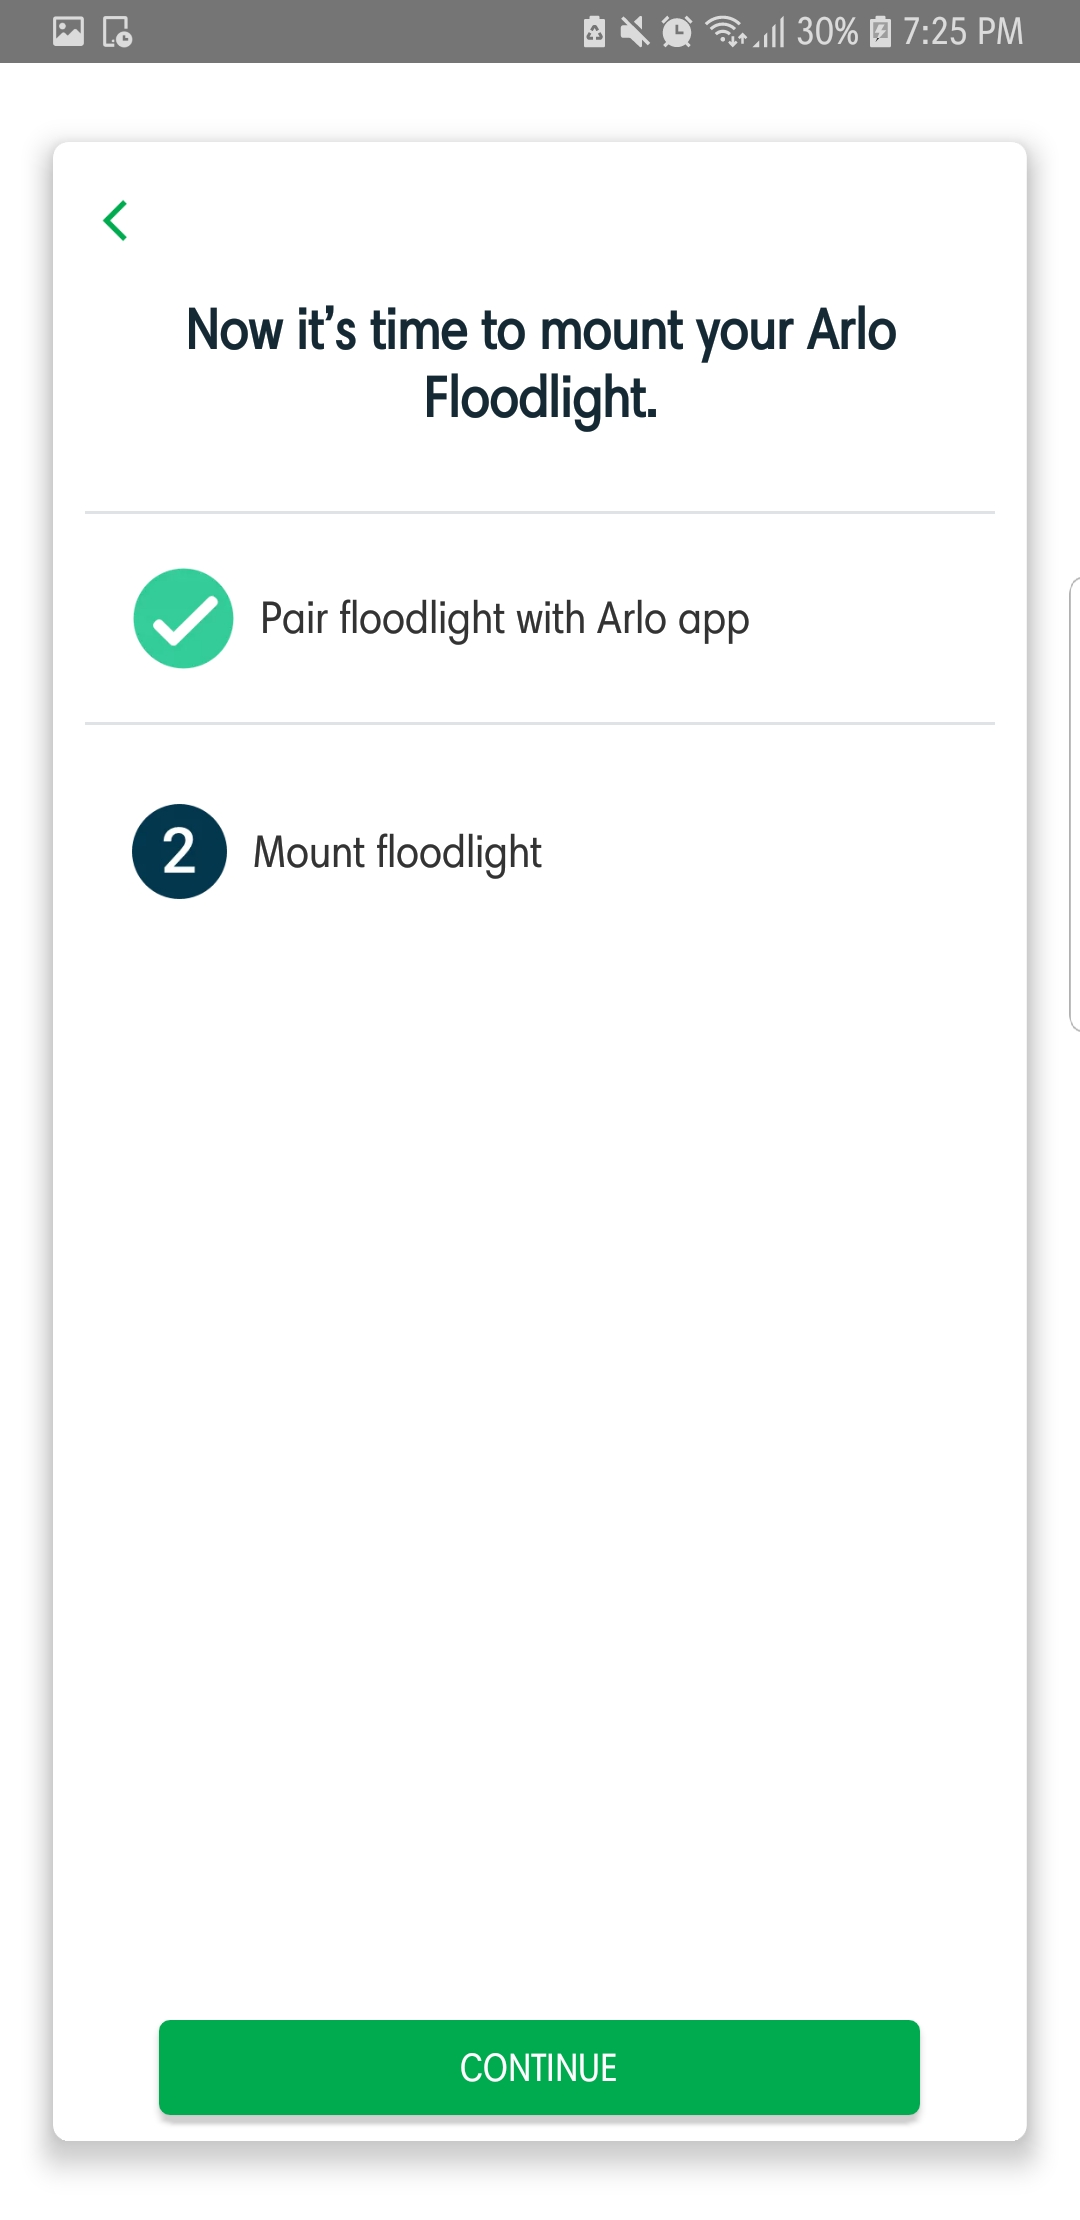 30% 7:25 PM
Now it’s time to mount your Arlo
Floodlight.
Pair floodlight with Arlo app
2 Mount floodlight
CONTINUE